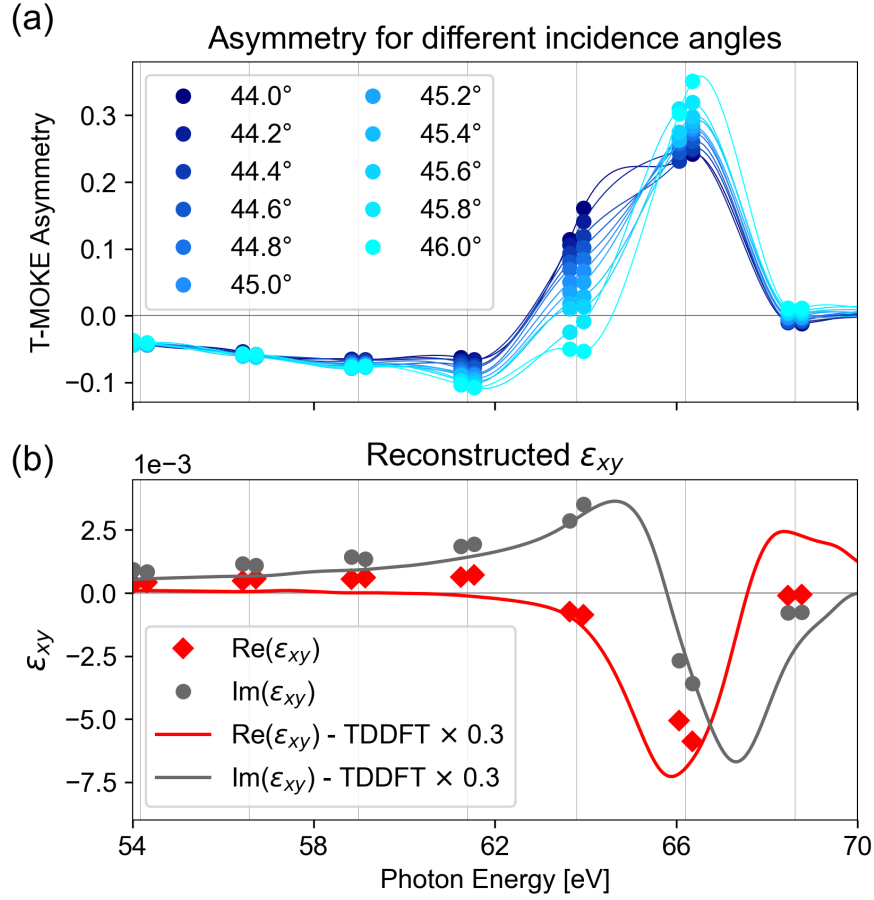 (a)
Asymmetry for different incidence angles
T-MOKE Asymmetry
0.3
0.2
0.1
0.0
−0.1
44.0°
44.2°
44.4°
44.6°
44.8°
45.0°
45.2°
45.4°
45.6°
45.8°
46.0°
(b)
1e−3
Reconstructed εxy
εxy
2.5
0.0
−2.5
−5.0
−7.5
Re(εxy)
Im(εxy)
Re(εxy) - TDDFT × 0.3
Im(εxy) - TDDFT × 0.3
54
58
62
66
70
Photon Energy [eV]